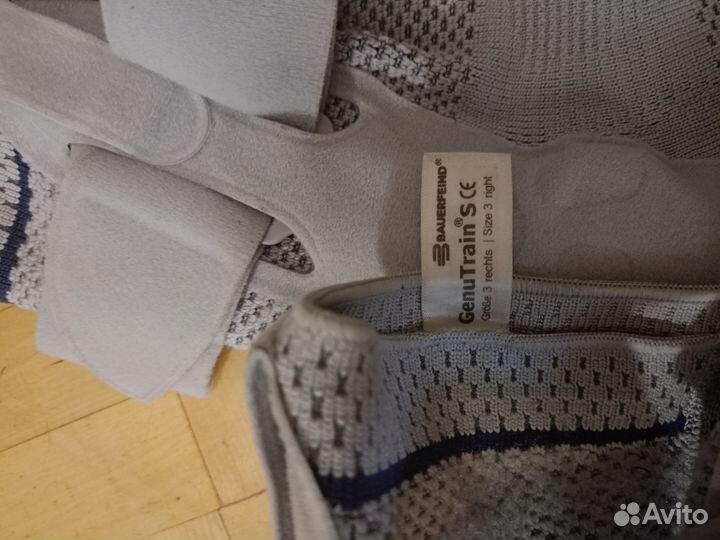 BAUERFEIND®
GenuTrain® S CE
Größe 3 rechts | Size 3 right
Avito